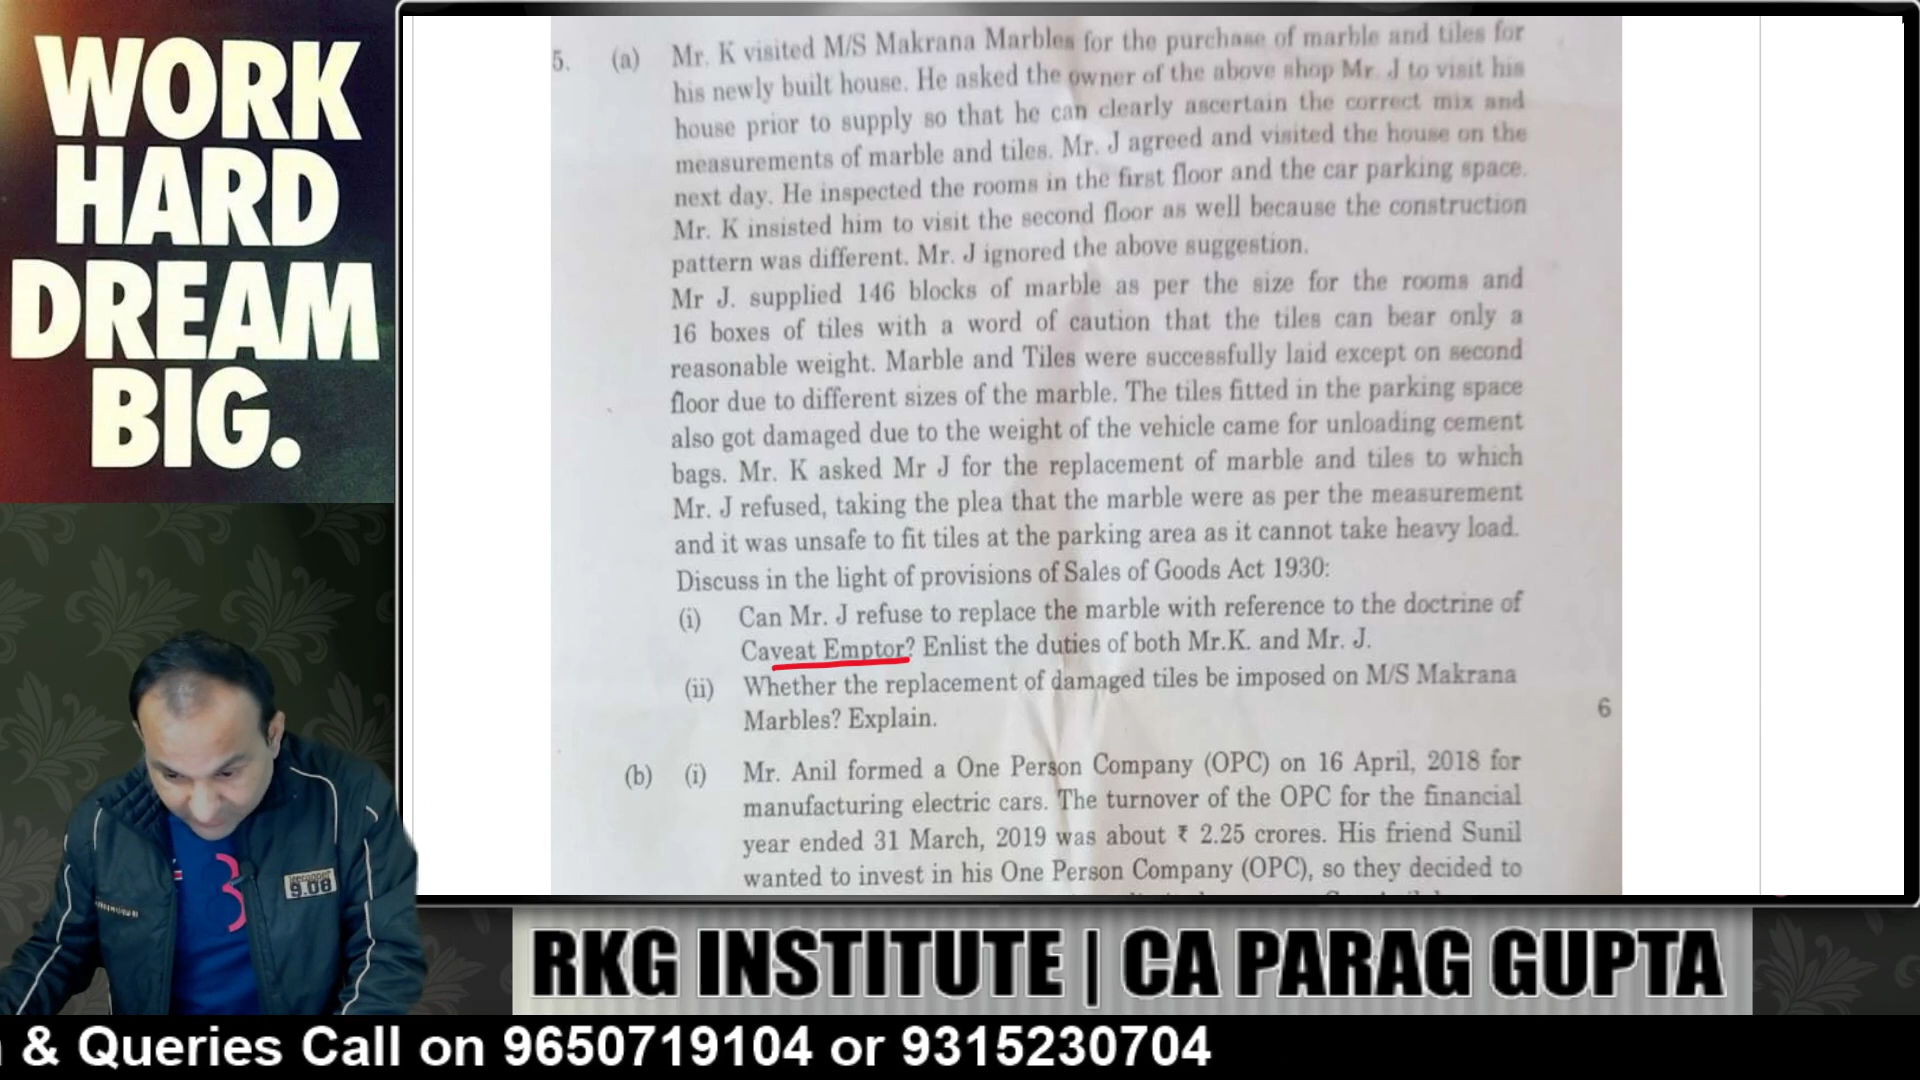 WORK
HARD
DREAM
BIG.
5. (a) Mr. K visited M/S Makrana Marbles for the purchase of marble and tiles for
his newly built house. He asked the owner of the above shop Mr. J to visit his
house prior to supply so that he can clearly ascertain the correct mix and
measurements of marble and tiles. Mr. J agreed and visited the house on the
next day. He inspected the rooms in the first floor and the car parking space.
Mr. K insisted him to visit the second floor as well because the construction
pattern was different. Mr. J ignored the above suggestion.
Mr J. supplied 146 blocks of marble as per the size for the rooms and
16 boxes of tiles with a word of caution that the tiles can bear only a
reasonable weight. Marble and Tiles were successfully laid except on second
floor due to different sizes of the marble. The tiles fitted in the parking space
also got damaged due to the weight of the vehicle came for unloading cement
bags. Mr. K asked Mr J for the replacement of marble and tiles to which
Mr. J refused, taking the plea that the marble were as per the measurement
and it was unsafe to fit tiles at the parking area as it cannot take heavy load.
Discuss in the light of provisions of Sales of Goods Act 1930:
(i) Can Mr. J refuse to replace the marble with reference to the doctrine of
Caveat Emptor? Enlist the duties of both Mr.K. and Mr. J.
(ii) Whether the replacement of damaged tiles be imposed on M/S Makrana
Marbles? Explain.
6
(b) (i) Mr. Anil formed a One Person Company (OPC) on 16 April, 2018 for
manufacturing electric cars. The turnover of the OPC for the financial
year ended 31 March, 2019 was about ₹ 2.25 crores. His friend Sunil
wanted to invest in his One Person Company (OPC), so they decided to
3
9.08
RKG INSTITUTE | CA PARAG GUPTA
& Queries Call on 9650719104 or 9315230704